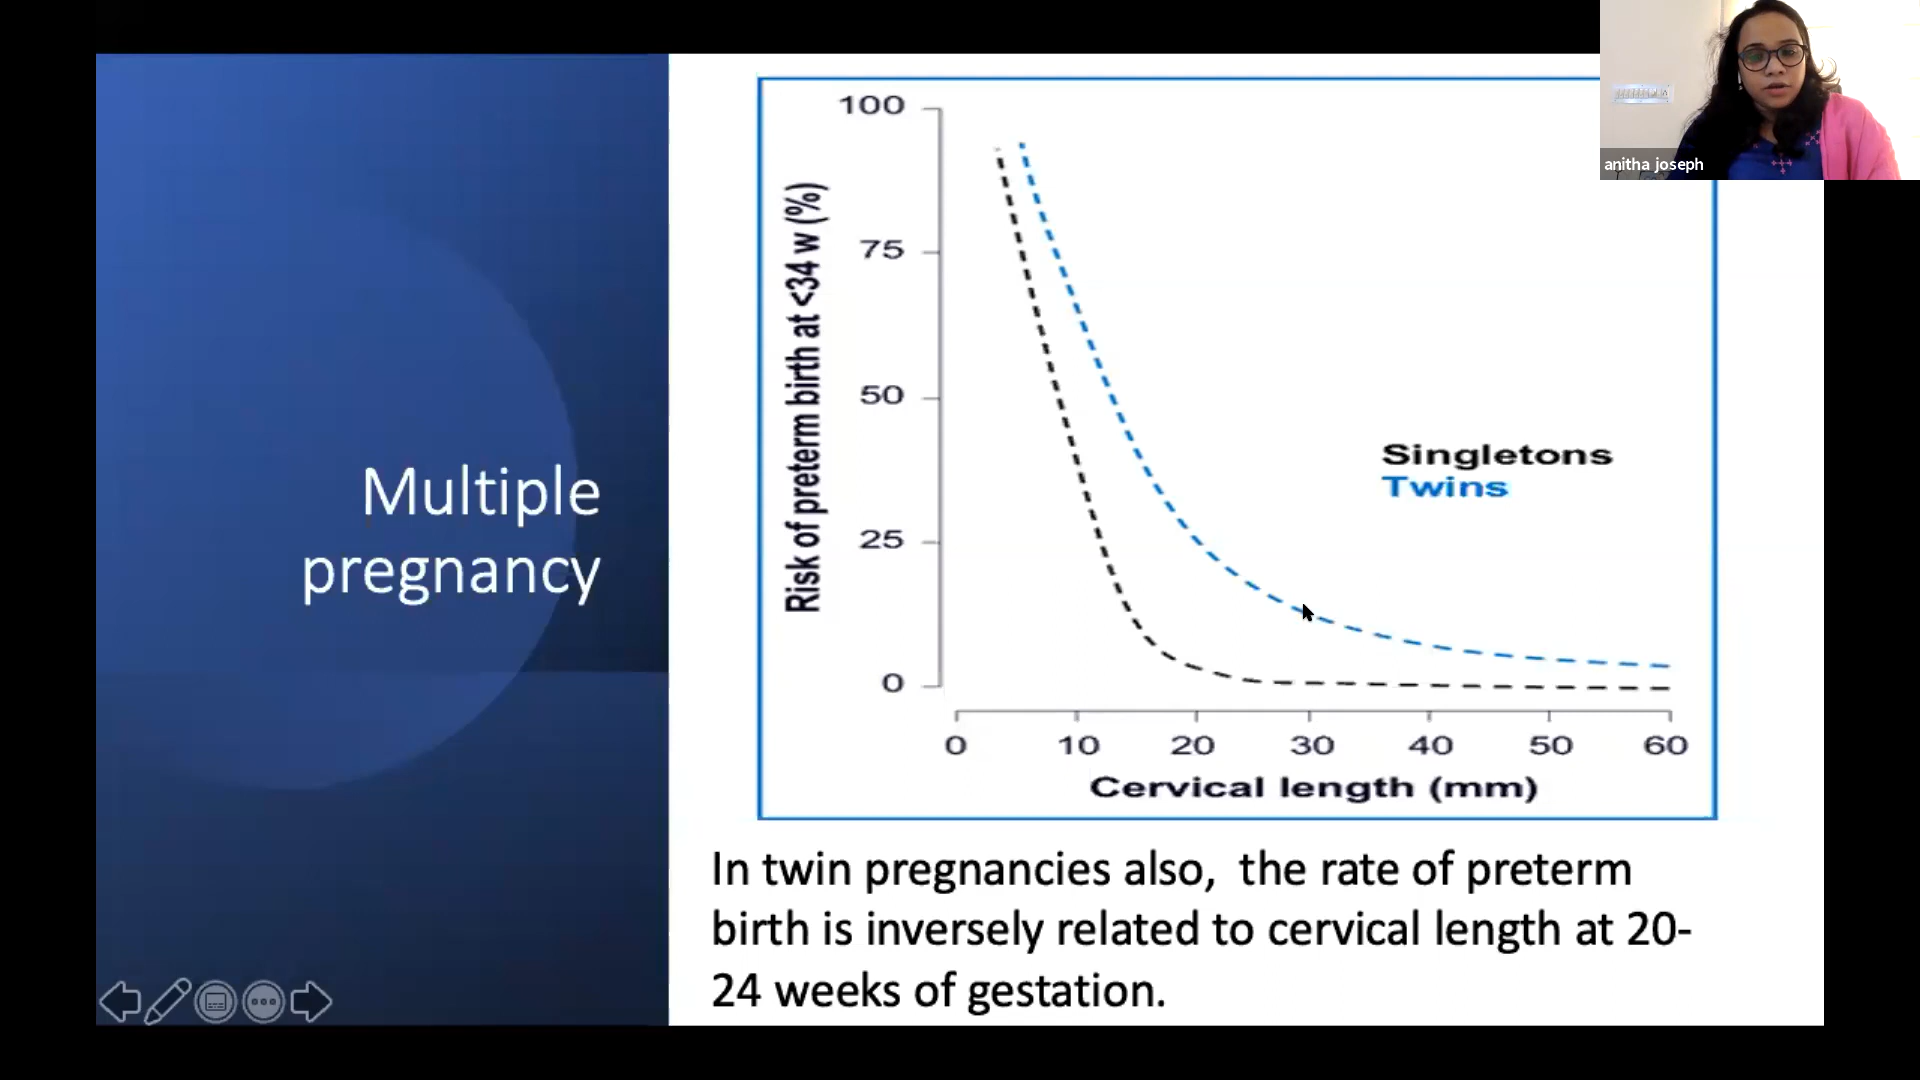 anitha joseph
Multiple
pregnancy
Risk of preterm birth at <34 w (%)
100
75
50
25
0
Singletons
Twins
0 10 20 30 40 50 60
Cervical length (mm)
In twin pregnancies also, the rate of preterm
birth is inversely related to cervical length at 20-
24 weeks of gestation.